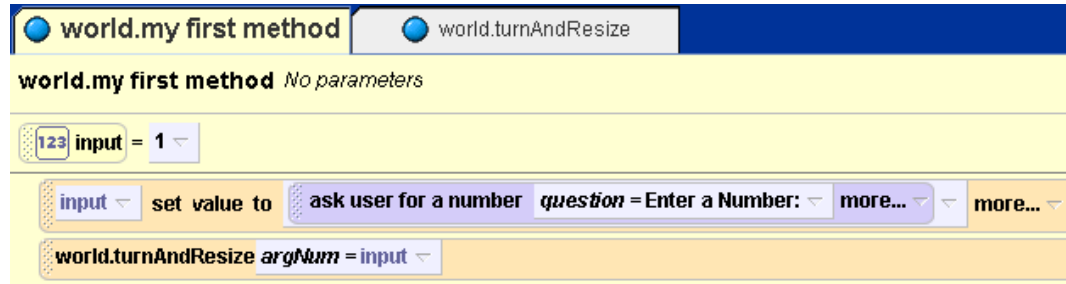 world.my first method world.turnAndResize
world.my first method No parameters
123 input = 1
input set value to ask user for a number question = Enter a Number: more... more...
world.turnAndResize argNum = input